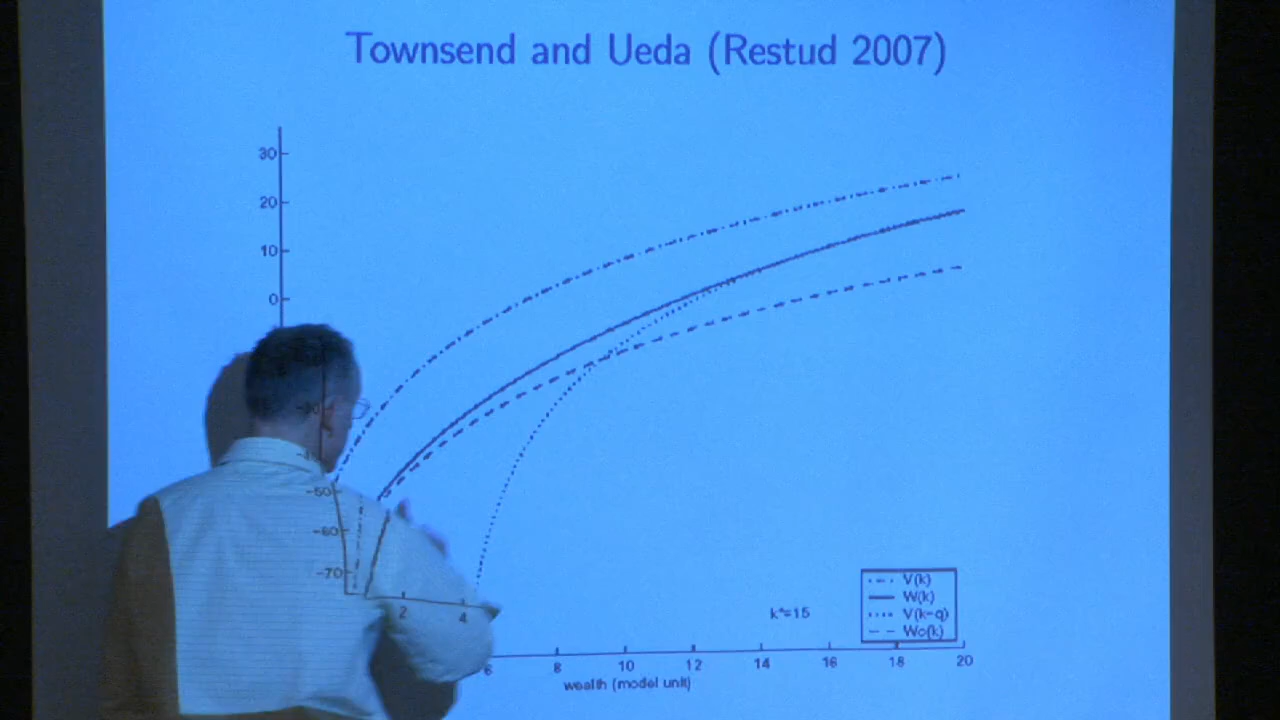 Townsend and Ueda (Restud 2007)
30
20
10
0
-50
-60
-70
2
4
6
8
10
12
14
16
18
20
wealth (model unit)
k*=15
V(k)
W(k)
V(k-q)
Wo(k)